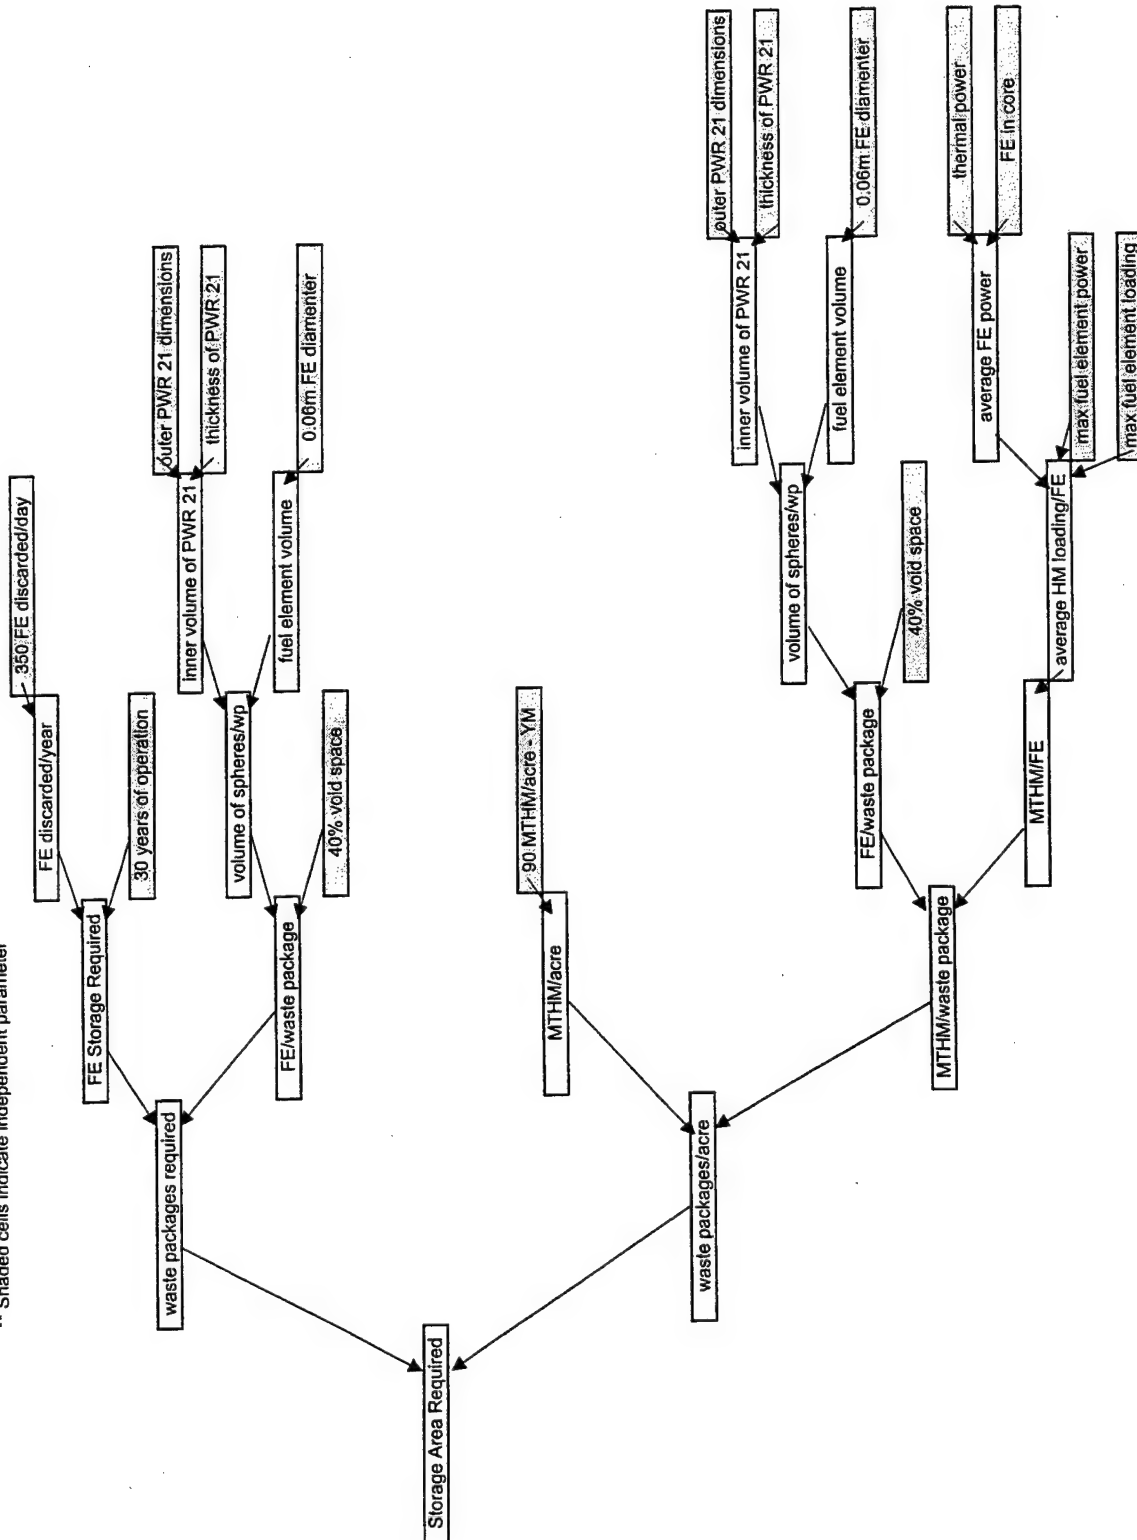 ** Shaded cells indicate independent parameter
350 FE discarded/day
FE discarded/year
30 years of operation
FE Storage Required
outer PWR 21 dimensions
inner volume of PWR 21
thickness of PWR 21
volume of spheres/wp
fuel element volume
0.06m FE diamenter
FE/waste package
40% void space
waste packages required
Storage Area Required
90 MTHM/acre - YM
MTHM/acre
waste packages/acre
outer PWR 21 dimensions
inner volume of PWR 21
thickness of PWR 21
volume of spheres/wp
fuel element volume
0.06m FE diamenter
FE/waste package
40% void space
MTHM/waste package
thermal power
average FE power
FE in core
MTHM/FE
average HM loading/FE
max fuel element power
max fuel element loading